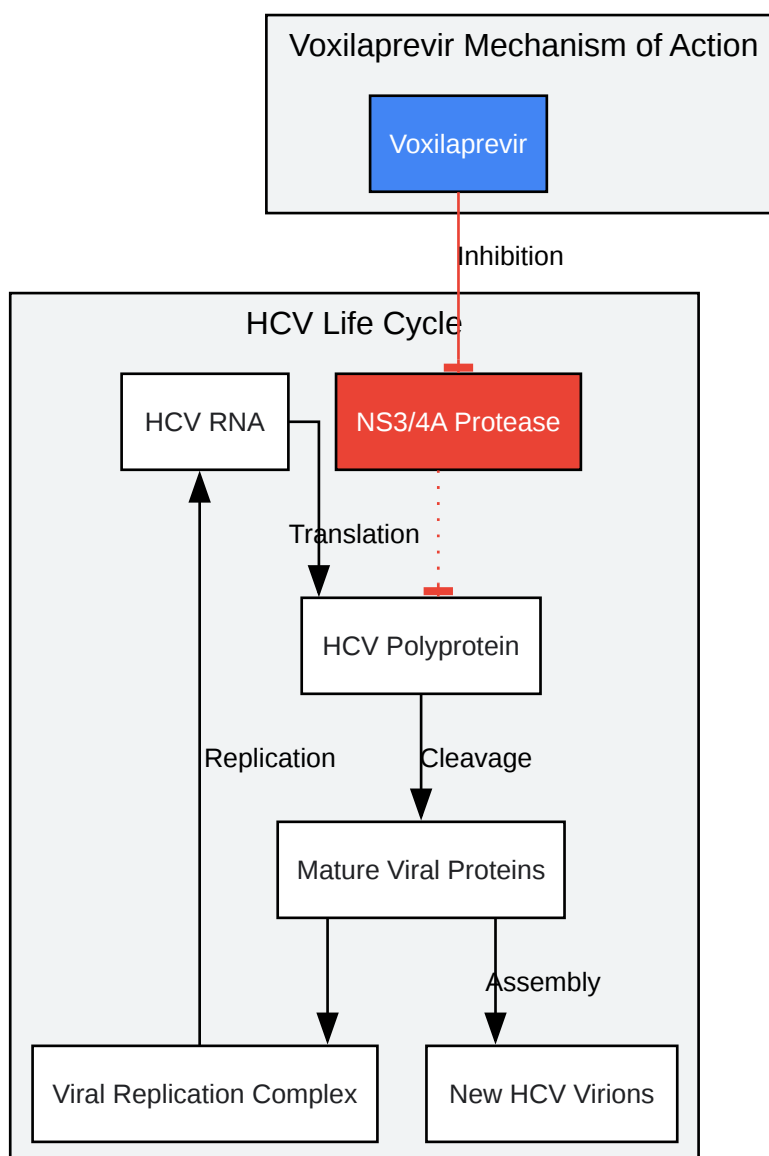 Voxilaprevir Mechanism of Action
Voxilaprevir
Inhibition
HCV Life Cycle
HCV RNA
NS3/4A Protease
Translation
HCV Polyprotein
Replication
Cleavage
Mature Viral Proteins
Assembly
Viral Replication Complex
New HCV Virions